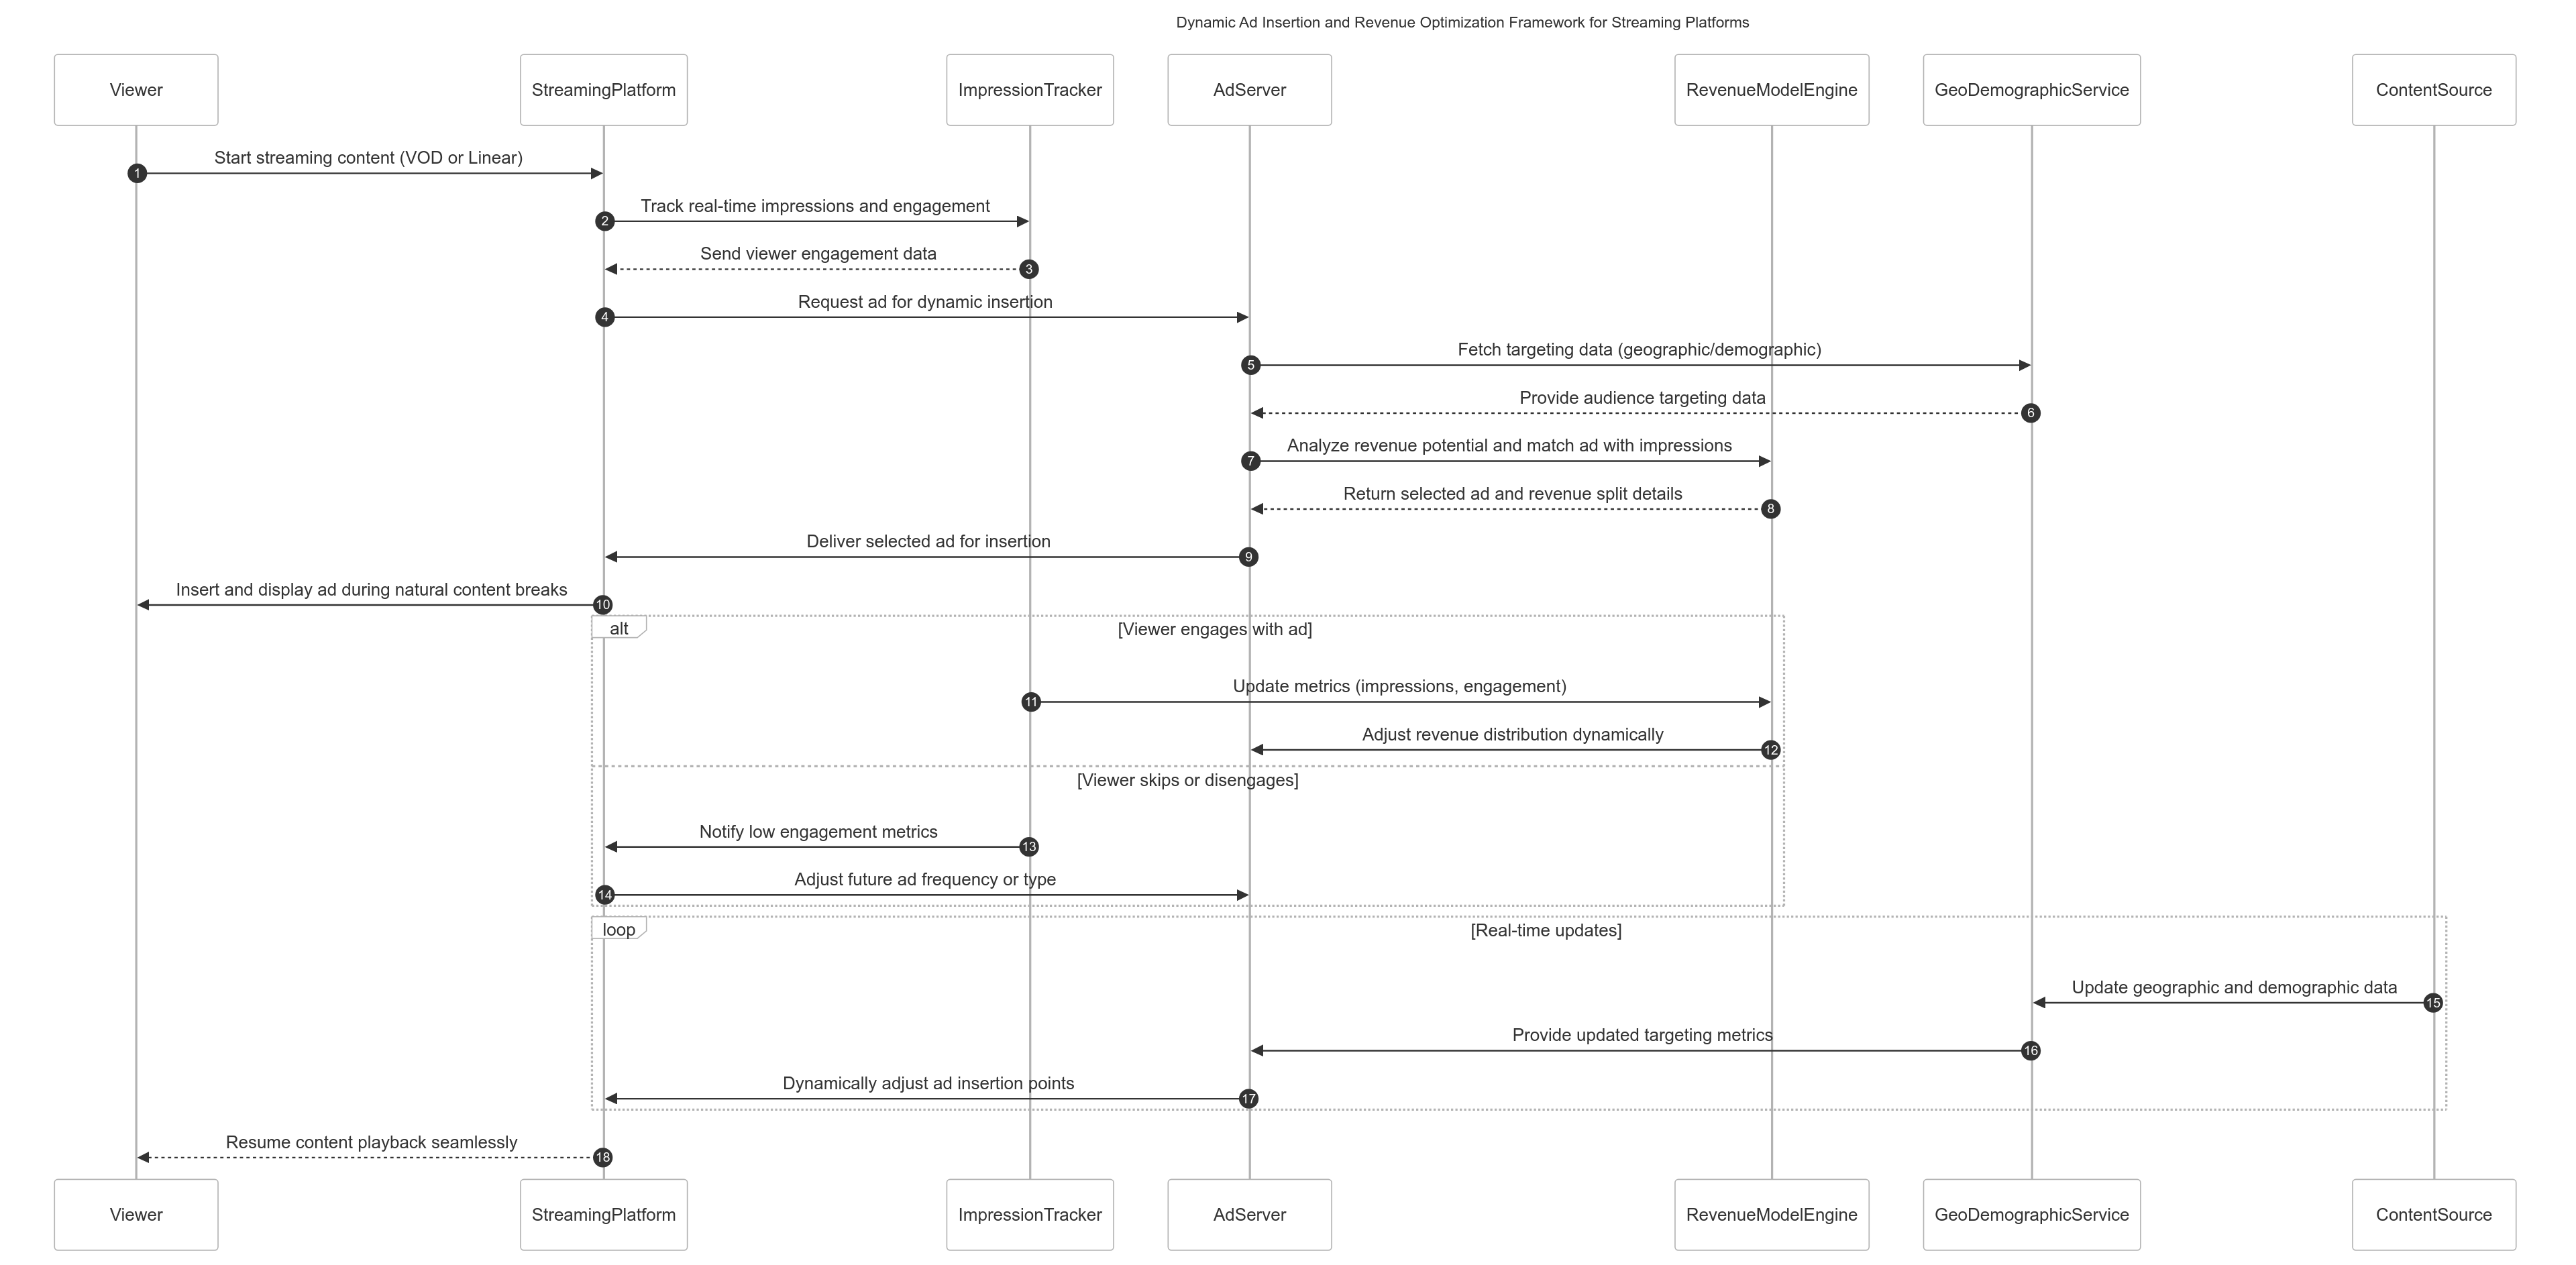 Dynamic Ad Insertion and Revenue Optimization Framework for Streaming Platforms
Viewer
StreamingPlatform
ImpressionTracker
AdServer
RevenueModelEngine
GeoDemographicService
ContentSource
Start streaming content (VOD or Linear)
1
Track real-time impressions and engagement
2
Send viewer engagement data
3
Request ad for dynamic insertion
4
Fetch targeting data (geographic/demographic)
5
Provide audience targeting data
6
Analyze revenue potential and match ad with impressions
7
Return selected ad and revenue split details
8
Deliver selected ad for insertion
9
Insert and display ad during natural content breaks
10
alt
[Viewer engages with ad]
Update metrics (impressions, engagement)
11
Adjust revenue distribution dynamically
12
[Viewer skips or disengages]
Notify low engagement metrics
13
Adjust future ad frequency or type
14
loop
[Real-time updates]
Update geographic and demographic data
15
Provide updated targeting metrics
16
Dynamically adjust ad insertion points
17
Resume content playback seamlessly
18
Viewer
StreamingPlatform
ImpressionTracker
AdServer
RevenueModelEngine
GeoDemographicService
ContentSource